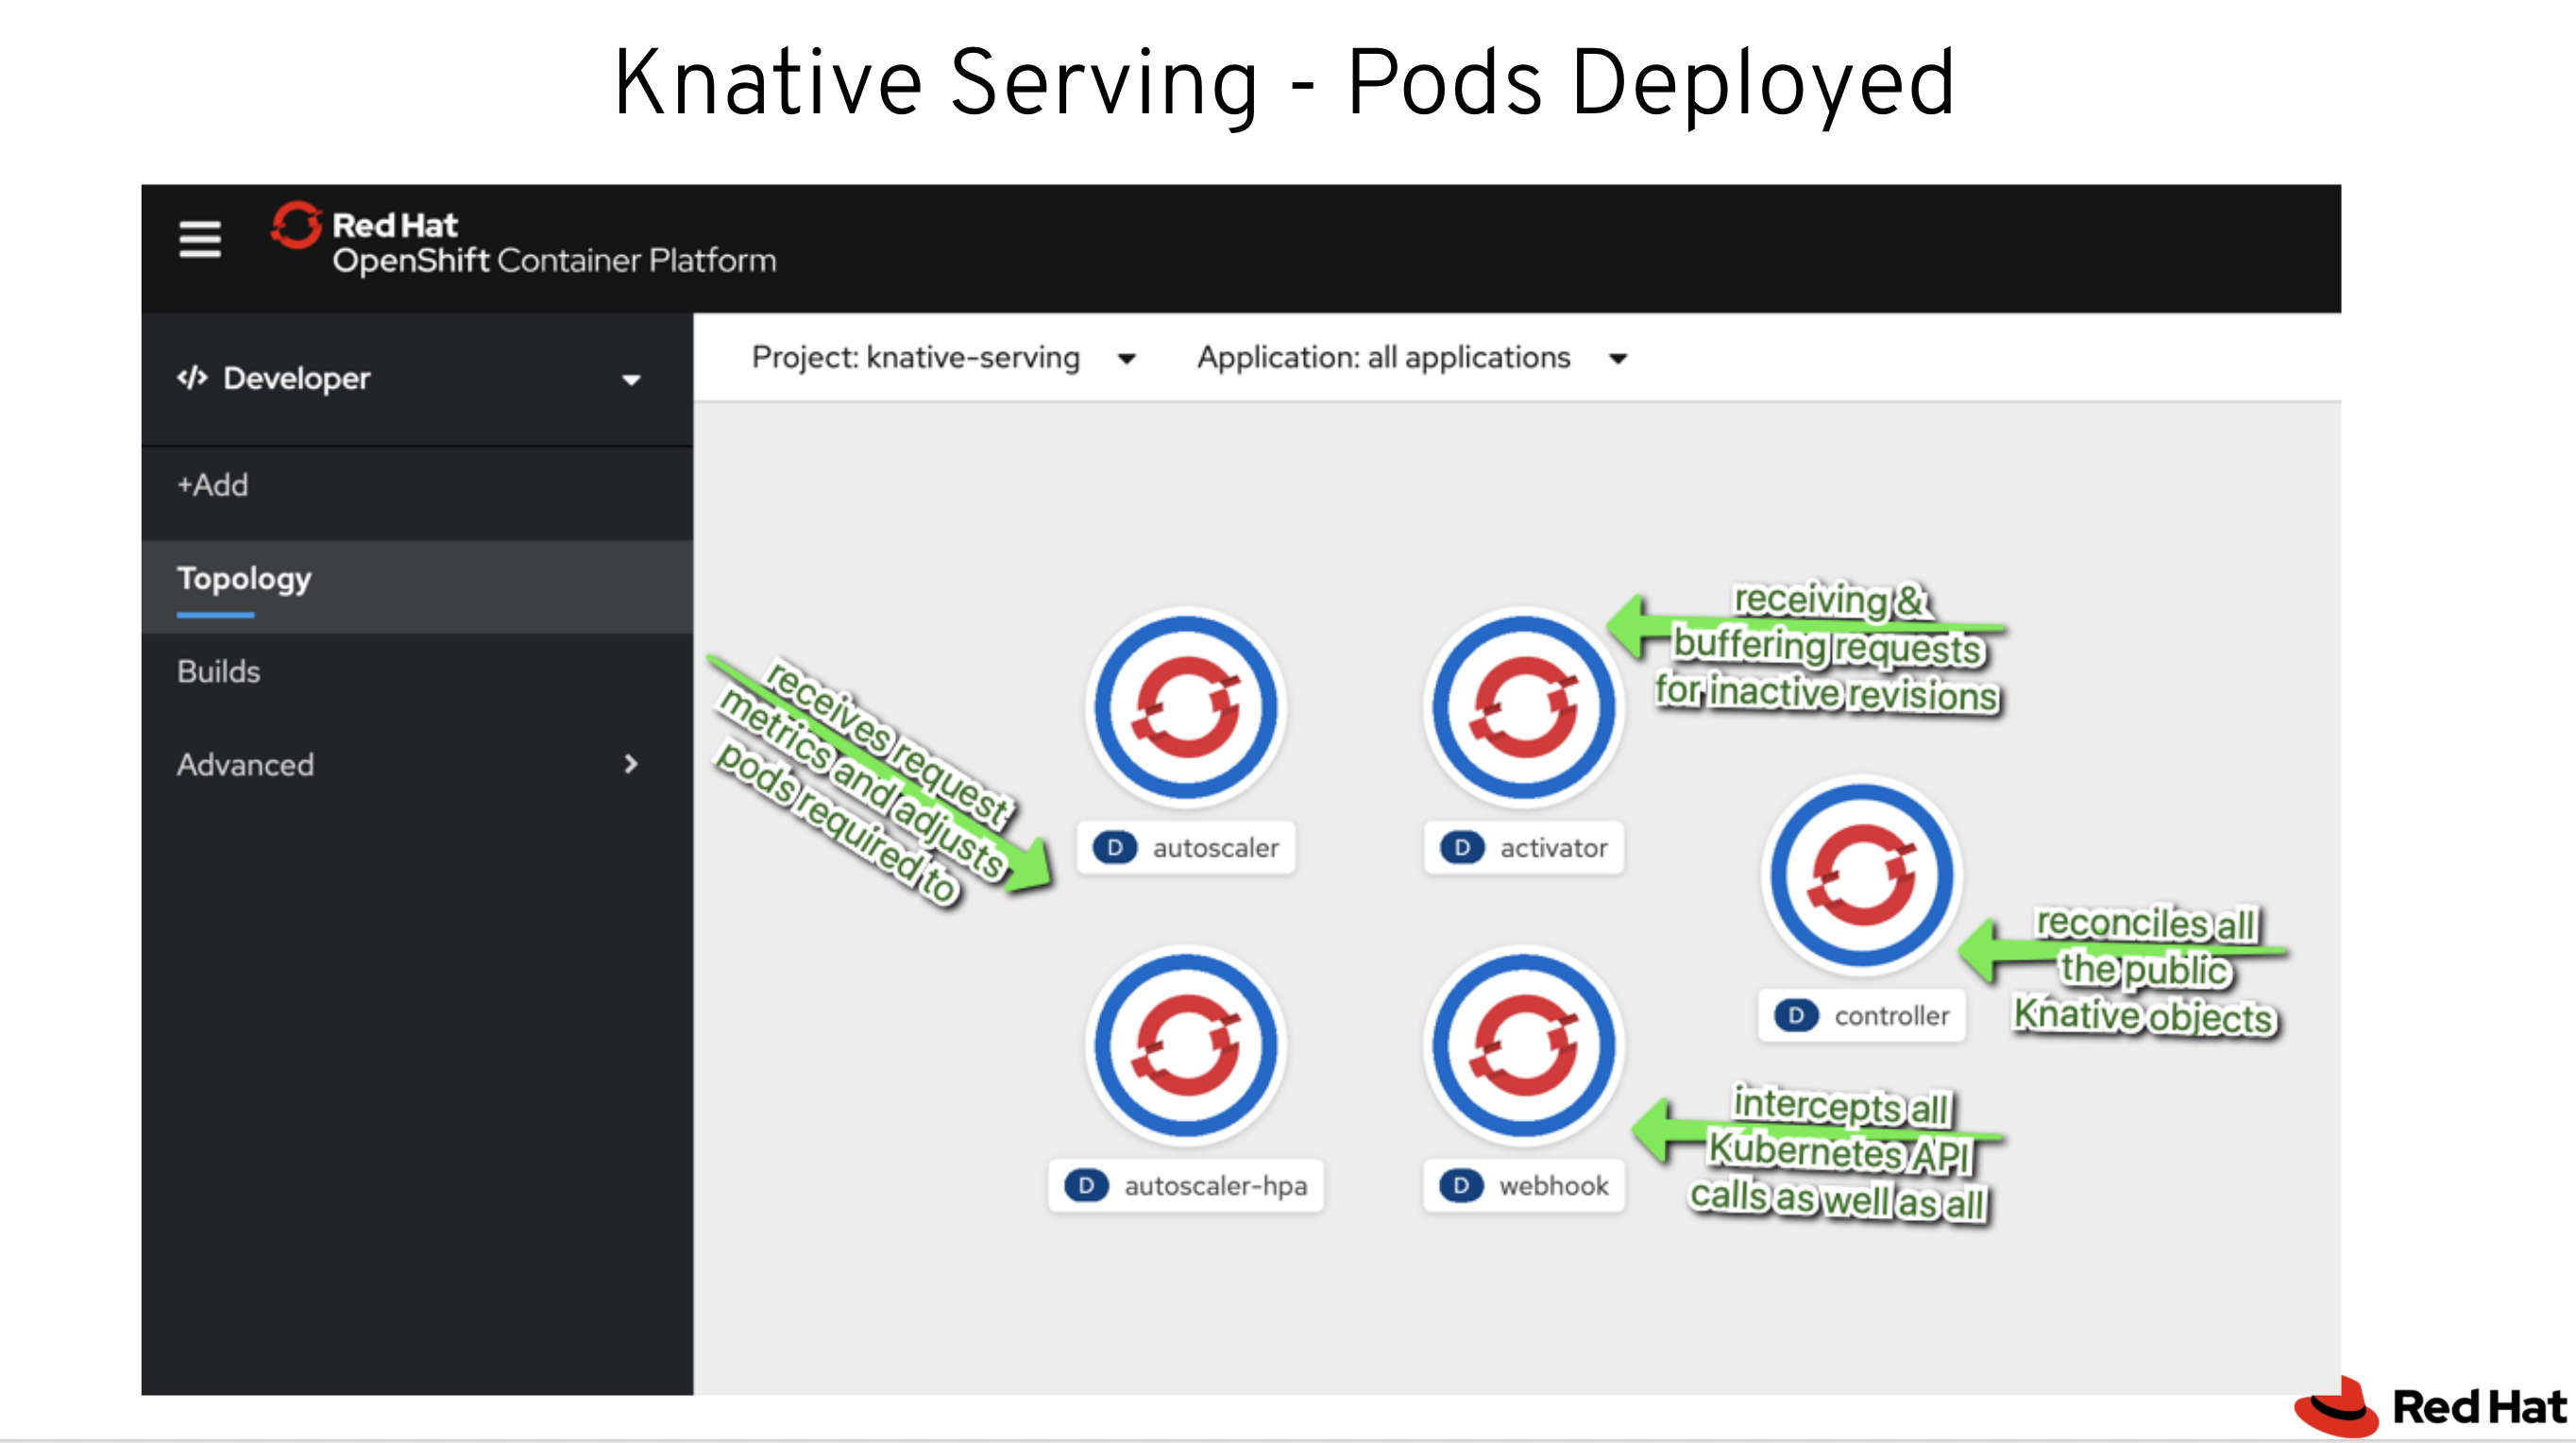 Knative Serving - Pods Deployed
Red Hat
OpenShift Container Platform
</> Developer
+Add
Topology
Builds
Advanced
Project: knative-serving
Application: all applications
receives request
metrics and adjusts
pods required to
D autoscaler
receiving &
buffering requests
for inactive revisions
D activator
reconciles all
the public
Knative objects
D controller
D autoscaler-hpa
intercepts all
Kubernetes API
calls as well as all
D webhook
Red Hat